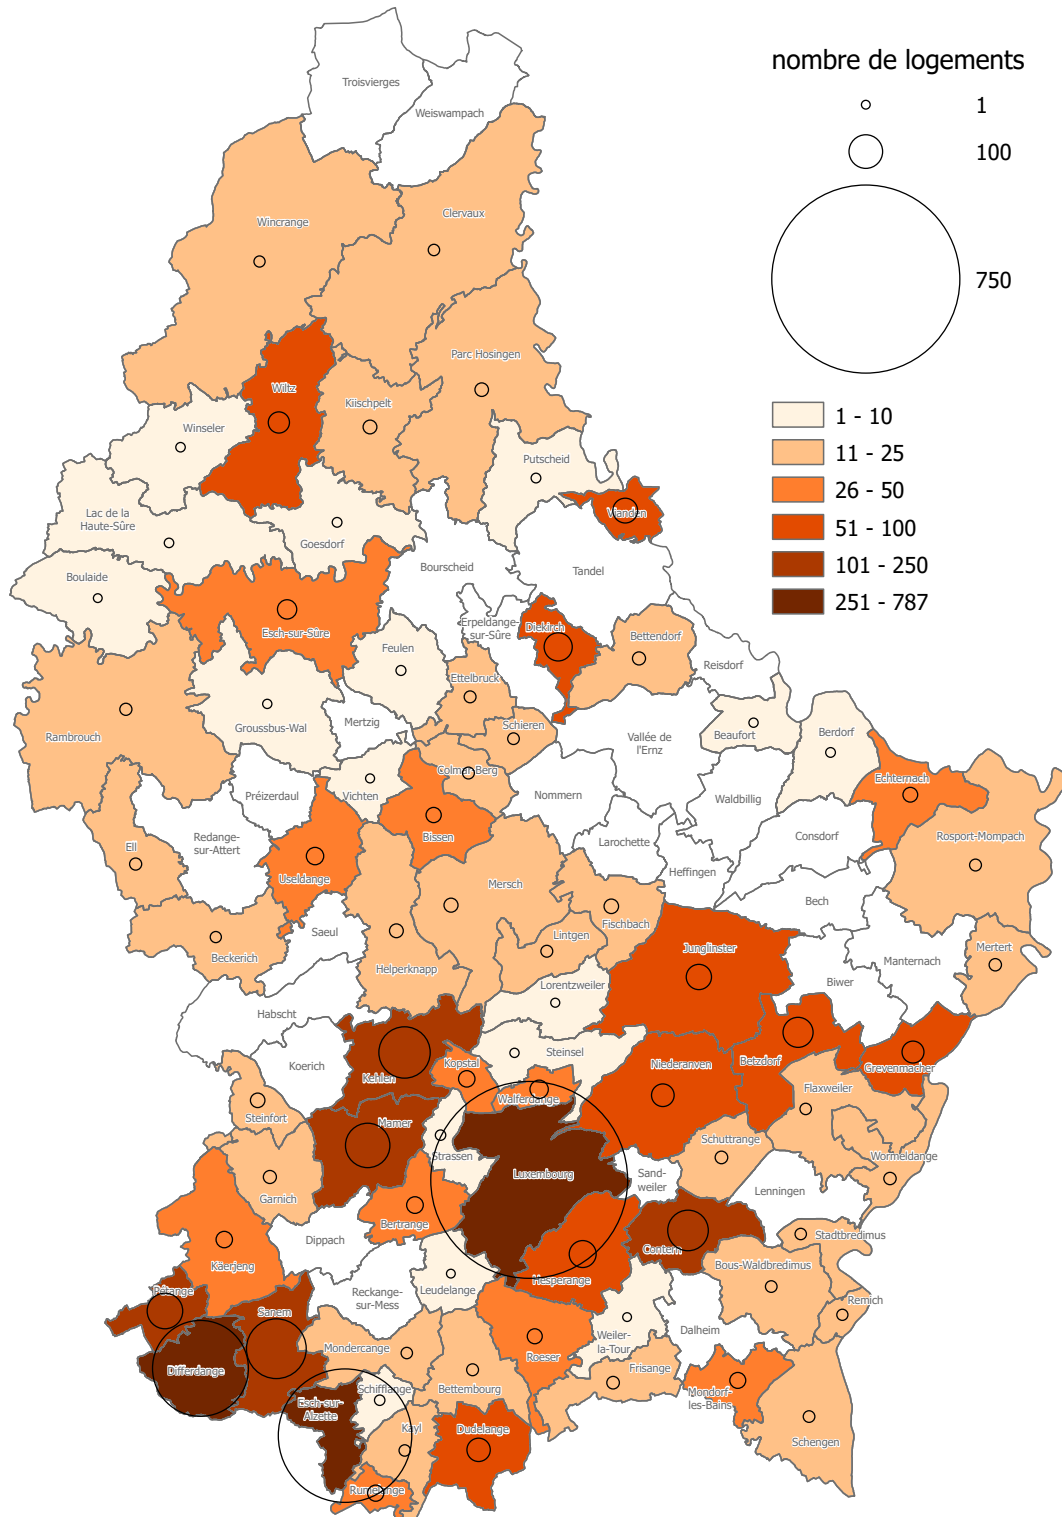 nombre de logements
1
100
750
1 - 10
11 - 25
26 - 50
51 - 100
101 - 250
251 - 787
Troisvierges
Weiswampach
Clervaux
Wincrange
Parc Hosingen
Wiltz
Kiischpelt
Winseler
Putscheid
Lac de la
Haute-Sûre
Vianden
Goesdorf
Bourscheid
Tandel
Boulaide
Esch-sur-Sûre
Erpeldange-
sur-Sûre
Diekirch
Bettendorf
Feulen
Reisdorf
Ettelbruck
Rambrouch
Groussbus-Wal
Mertzig
Schieren
Vallée de
l'Ernz
Beaufort
Berdorf
Colmar-Berg
Echternach
Préizerdaul
Vichten
Nommern
Waldbillig
Redange-
sur-Attert
Bissen
Larochette
Consdorf
Rosport-Mompach
Ell
Useldange
Mersch
Heffingen
Bech
Fischbach
Saeul
Lintgen
Beckerich
Helperknapp
Junglinster
Mertert
Manternach
Lorentzweiler
Biwer
Habscht
Koerich
Kehlen
Kopstal
Steinsel
Niederanven
Betzdorf
Grevenmacher
Flaxweiler
Steinfort
Walferdange
Mamer
Strassen
Schuttrange
Wormeldange
Luxembourg
Sand-
weiler
Garnich
Lenningen
Bertrange
Dippach
Stadtbredimus
Contern
Käerjeng
Hesperange
Bous-Waldbredimus
Reckange-
sur-Mess
Leudelange
Pétange
Remich
Sanem
Weiler-
la-Tour
Dalheim
Mondercange
Roeser
Differdange
Frisange
Schifflange
Bettembourg
Mondorf-
les-Bains
Esch-sur-
Alzette
Kayl
Dudelange
Schengen
Rumelange